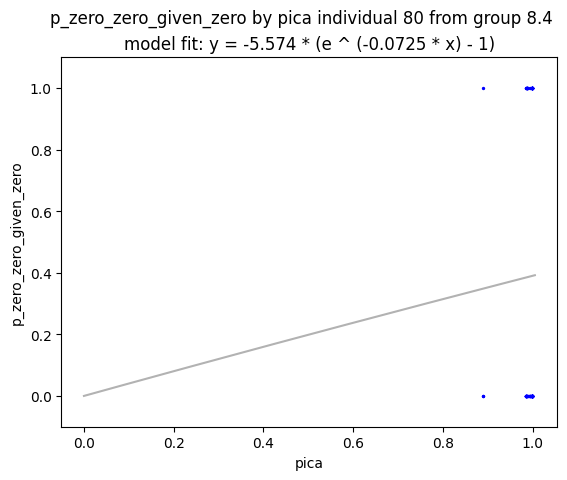 p_zero_zero_given_zero by pica individual 80 from group 8.4
model fit: y = -5.574 * (e ^ (-0.0725 * x) - 1)
1.0
0.8
0.6
0.4
0.2
0.0
p_zero_zero_given_zero
0.0 0.2 0.4 0.6 0.8 1.0
pica